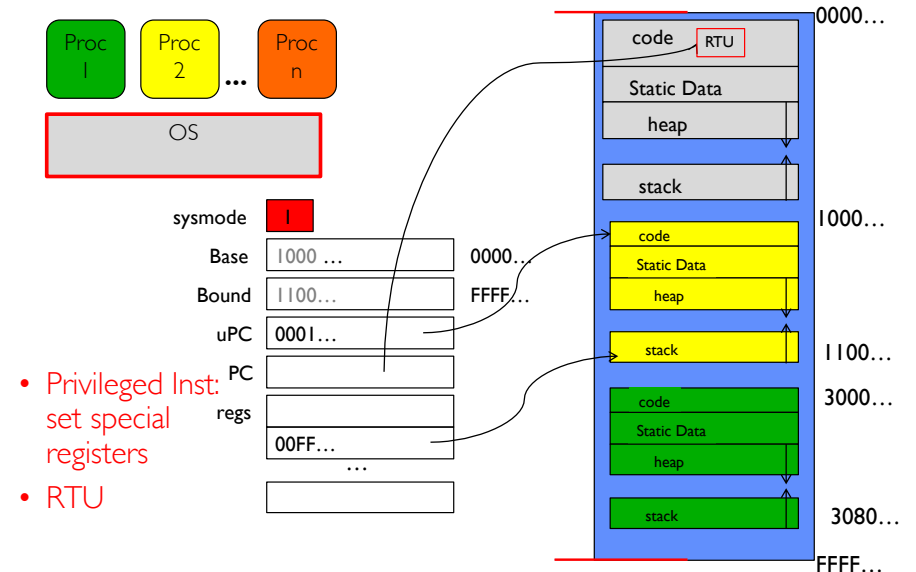 Proc
1
Proc
2
...
Proc
n
OS
sysmode
1
Base
1000 …
0000…
Bound
1100…
FFFF…
uPC
0001…
PC
regs
00FF…
…
• Privileged Inst:
set special
registers
• RTU
0000…
code
RTU
Static Data
heap
stack
1000…
code
Static Data
heap
stack
1100…
3000…
code
Static Data
heap
stack
3080…
FFFF…